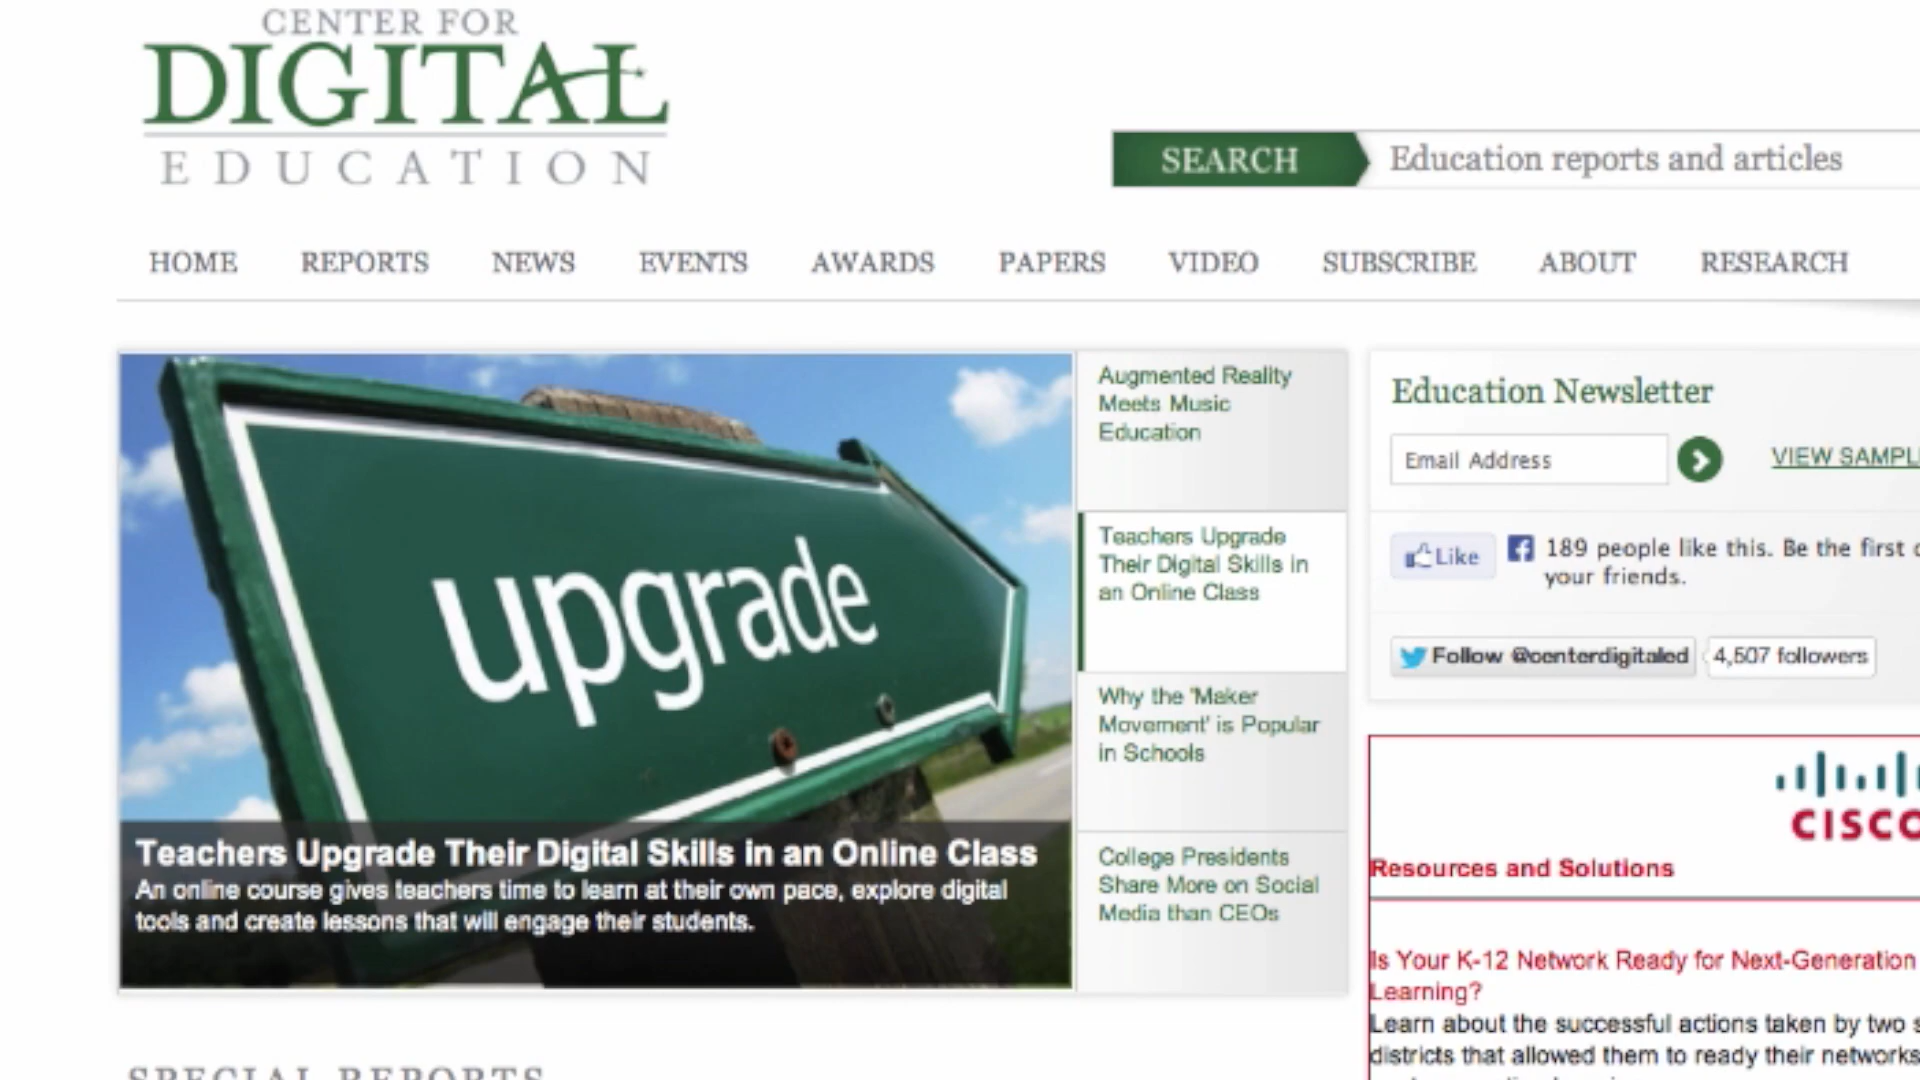 CENTER FOR
DIGITAL
EDUCATION
SEARCH
Education reports and articles
HOME
REPORTS
NEWS
EVENTS
AWARDS
PAPERS
VIDEO
SUBSCRIBE
ABOUT
RESEARCH
upgrade
Teachers Upgrade Their Digital Skills in an Online Class
An online course gives teachers time to learn at their own pace, explore digital
tools and create lessons that will engage their students.
Augmented Reality
Meets Music
Education
Teachers Upgrade
Their Digital Skills in
an Online Class
Why the 'Maker
Movement' is Popular
in Schools
College Presidents
Share More on Social
Media than CEOs
Education Newsletter
Email Address
VIEW
Like
189 people like this. Be the first
your friends.
Follow @centerdigitaled
4,507 followers
CISCO
Resources and Solutions
Is Your K-12 Network Ready for Next-Generation
Learning?
Learn about the successful actions taken by two
districts that allowed them to ready their networks
SPECIAL REPORTS